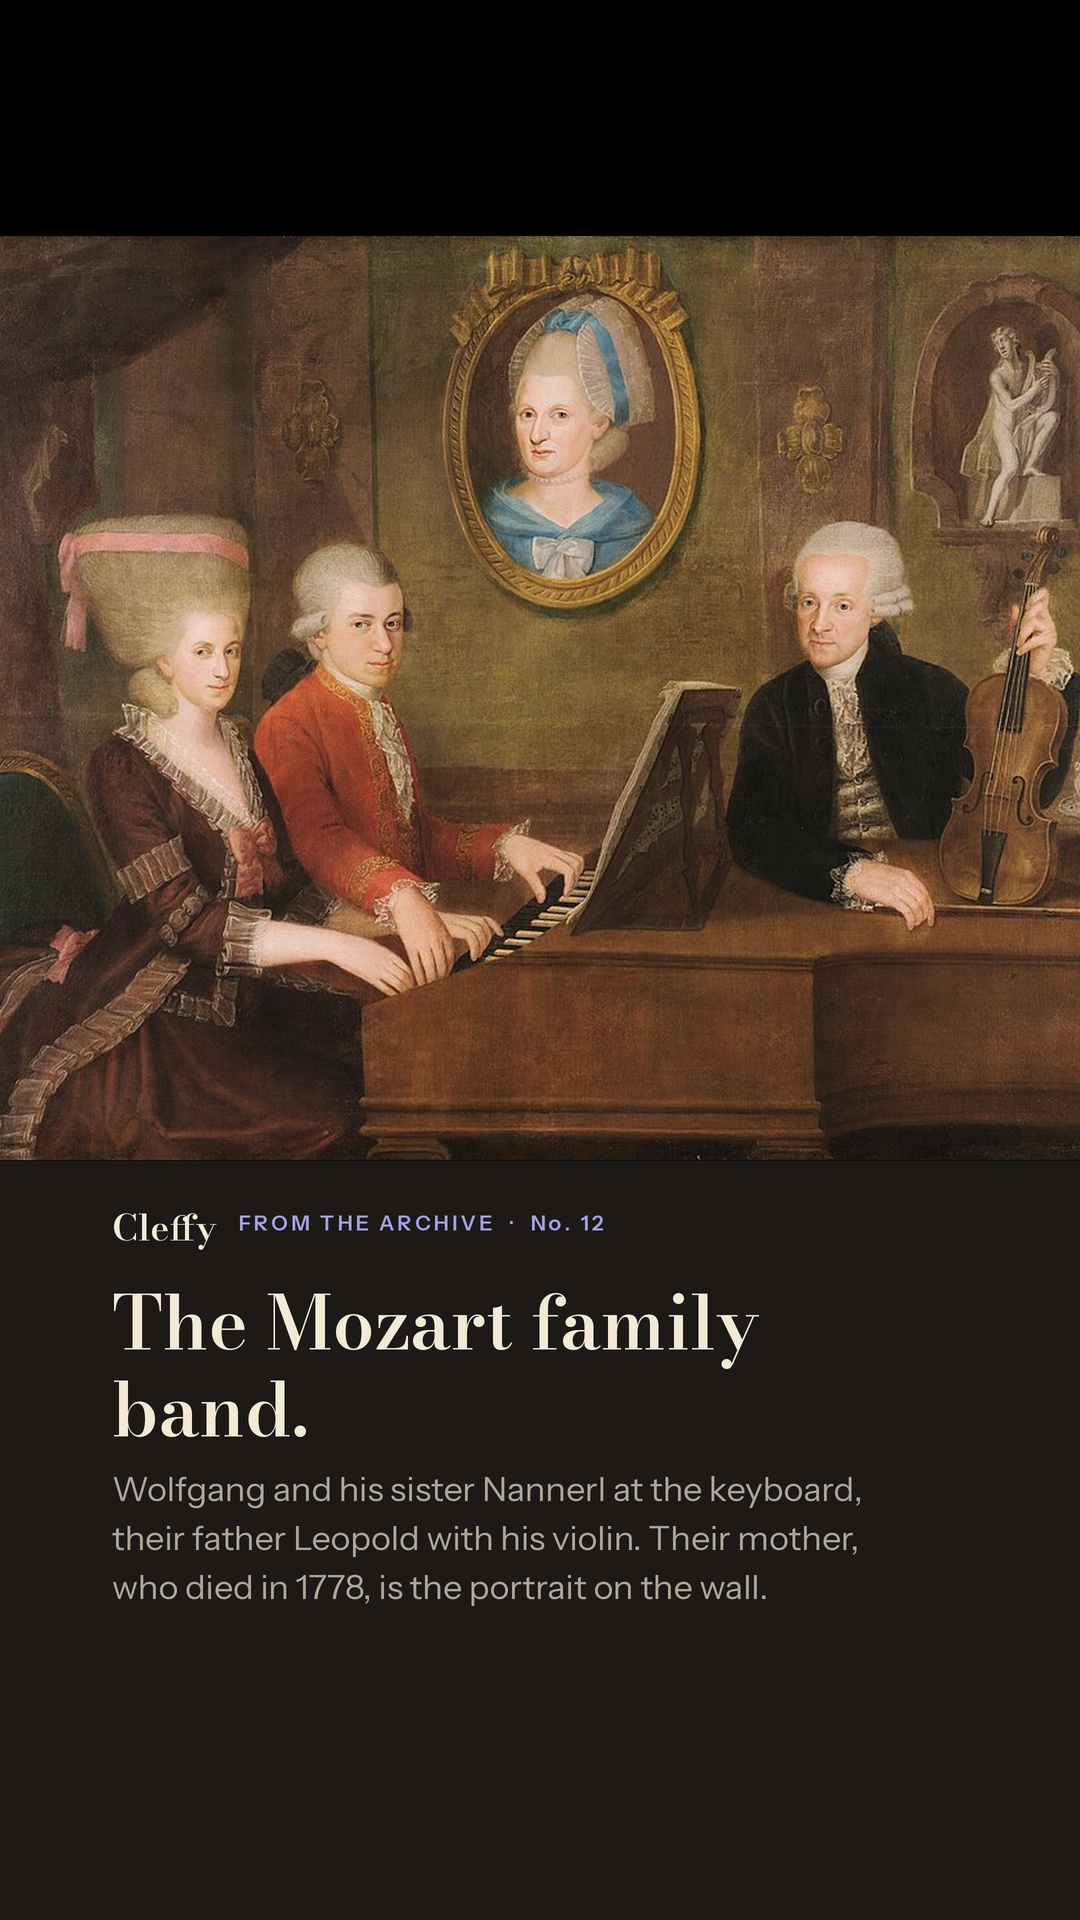 Cleffy FROM THE ARCHIVE · No. 12
The Mozart family
band.
Wolfgang and his sister Nannerl at the keyboard,
their father Leopold with his violin. Their mother,
who died in 1778, is the portrait on the wall.